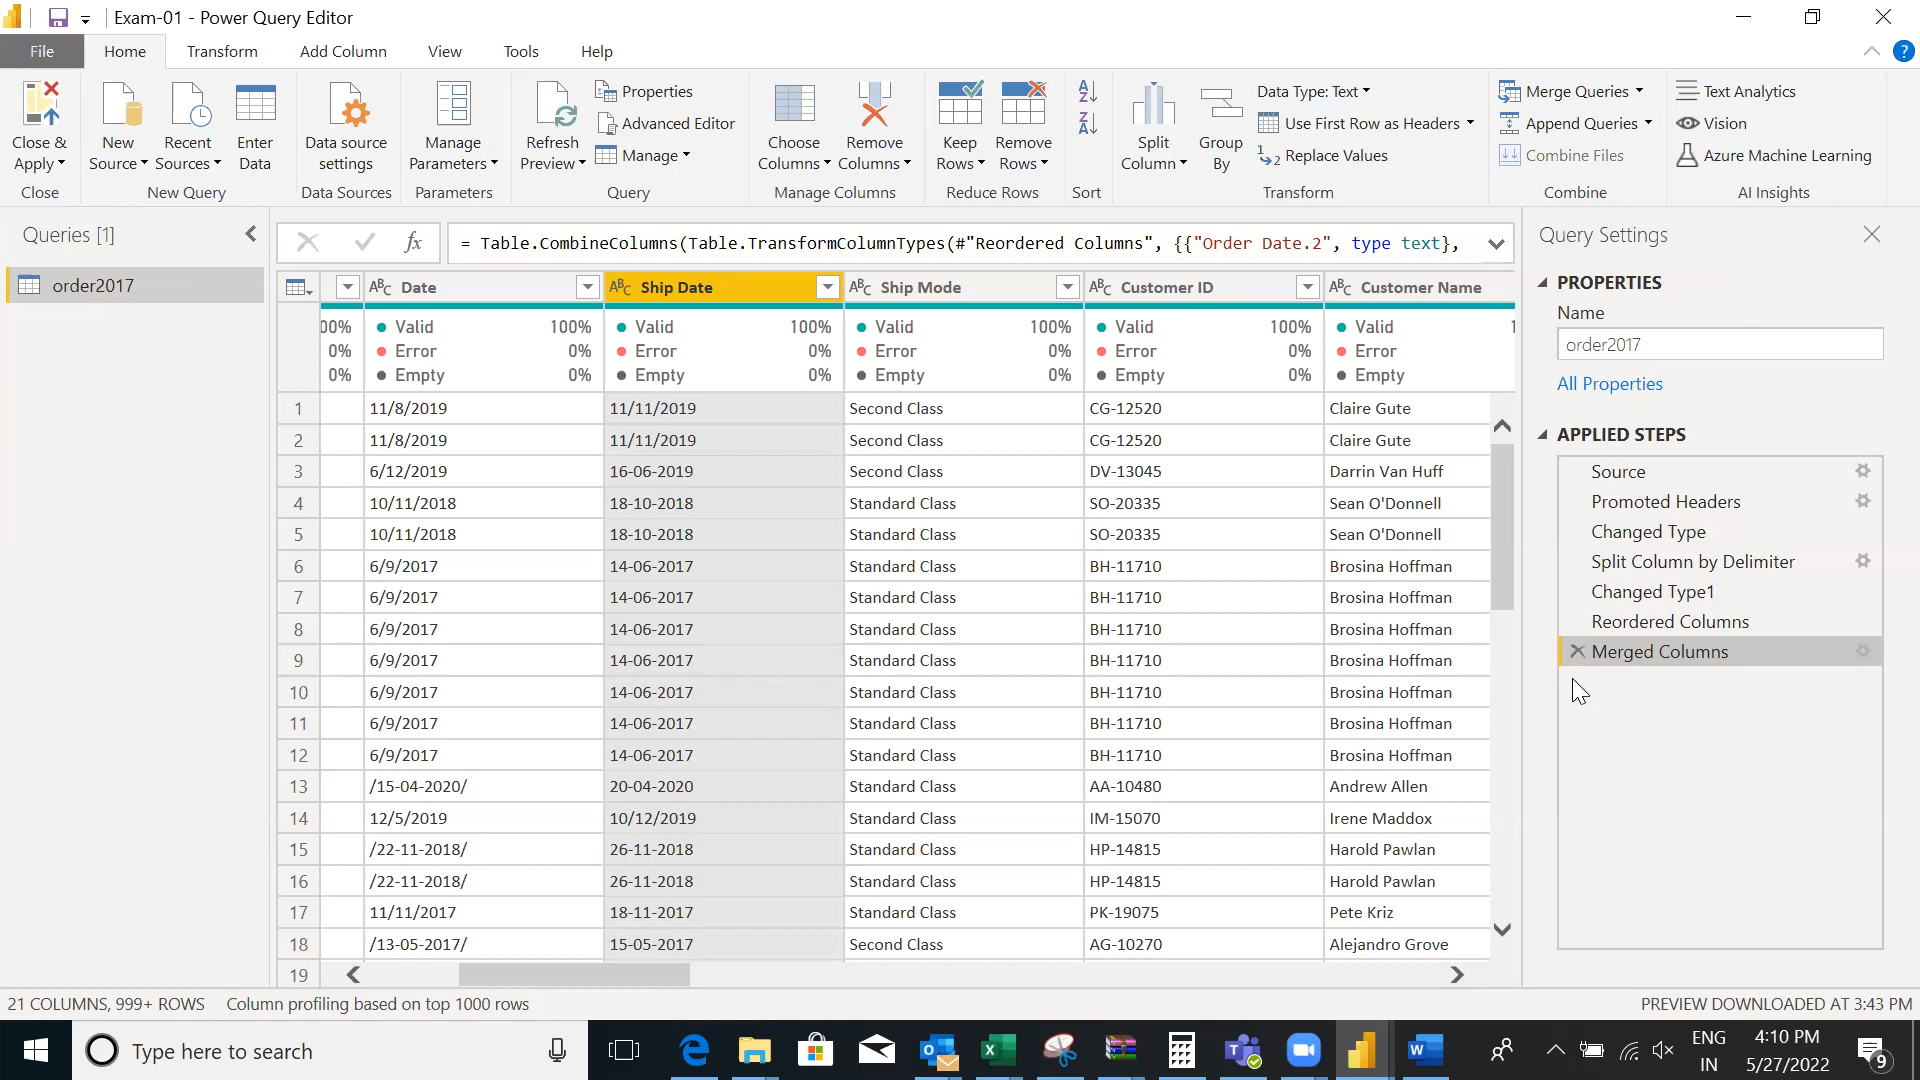 Exam-01 - Power Query Editor
File Home Transform Add Column View Tools Help
?
Close & Apply
New Source
Recent Sources
Enter Data
Data source settings
Manage Parameters
Refresh Preview
Properties
Advanced Editor
Manage
Choose Columns
Remove Columns
Keep Rows
Remove Rows
Split Column
Group By
Data Type: Text
Use First Row as Headers
Replace Values
Merge Queries
Append Queries
Combine Files
Text Analytics
Vision
Azure Machine Learning
Close New Query Data Sources Parameters Query Manage Columns Reduce Rows Sort Transform Combine AI Insights
Queries [1]
order2017
fx = Table.CombineColumns(Table.TransformColumnTypes(#"Reordered Columns", {{"Order Date.2", type text},
Date Ship Date Ship Mode Customer ID Customer Name
00% Valid 100% Valid 100% Valid 100% Valid 100% Valid 1
0% Error 0% Error 0% Error 0% Error 0% Error
0% Empty 0% Empty 0% Empty 0% Empty 0% Empty
1 11/8/2019 11/11/2019 Second Class CG-12520 Claire Gute
2 11/8/2019 11/11/2019 Second Class CG-12520 Claire Gute
3 6/12/2019 16-06-2019 Second Class DV-13045 Darrin Van Huff
4 10/11/2018 18-10-2018 Standard Class SO-20335 Sean O'Donnell
5 10/11/2018 18-10-2018 Standard Class SO-20335 Sean O'Donnell
6 6/9/2017 14-06-2017 Standard Class BH-11710 Brosina Hoffman
7 6/9/2017 14-06-2017 Standard Class BH-11710 Brosina Hoffman
8 6/9/2017 14-06-2017 Standard Class BH-11710 Brosina Hoffman
9 6/9/2017 14-06-2017 Standard Class BH-11710 Brosina Hoffman
10 6/9/2017 14-06-2017 Standard Class BH-11710 Brosina Hoffman
11 6/9/2017 14-06-2017 Standard Class BH-11710 Brosina Hoffman
12 6/9/2017 14-06-2017 Standard Class BH-11710 Brosina Hoffman
13 /15-04-2020/ 20-04-2020 Standard Class AA-10480 Andrew Allen
14 12/5/2019 10/12/2019 Standard Class IM-15070 Irene Maddox
15 /22-11-2018/ 26-11-2018 Standard Class HP-14815 Harold Pawlan
16 /22-11-2018/ 26-11-2018 Standard Class HP-14815 Harold Pawlan
17 11/11/2017 18-11-2017 Standard Class PK-19075 Pete Kriz
18 /13-05-2017/ 15-05-2017 Second Class AG-10270 Alejandro Grove
19
Query Settings
PROPERTIES
Name
order2017
All Properties
APPLIED STEPS
Source
Promoted Headers
Changed Type
Split Column by Delimiter
Changed Type1
Reordered Columns
Merged Columns
21 COLUMNS, 999+ ROWS Column profiling based on top 1000 rows PREVIEW DOWNLOADED AT 3:43 PM
Type here to search
ENG
IN
4:10 PM
5/27/2022
9